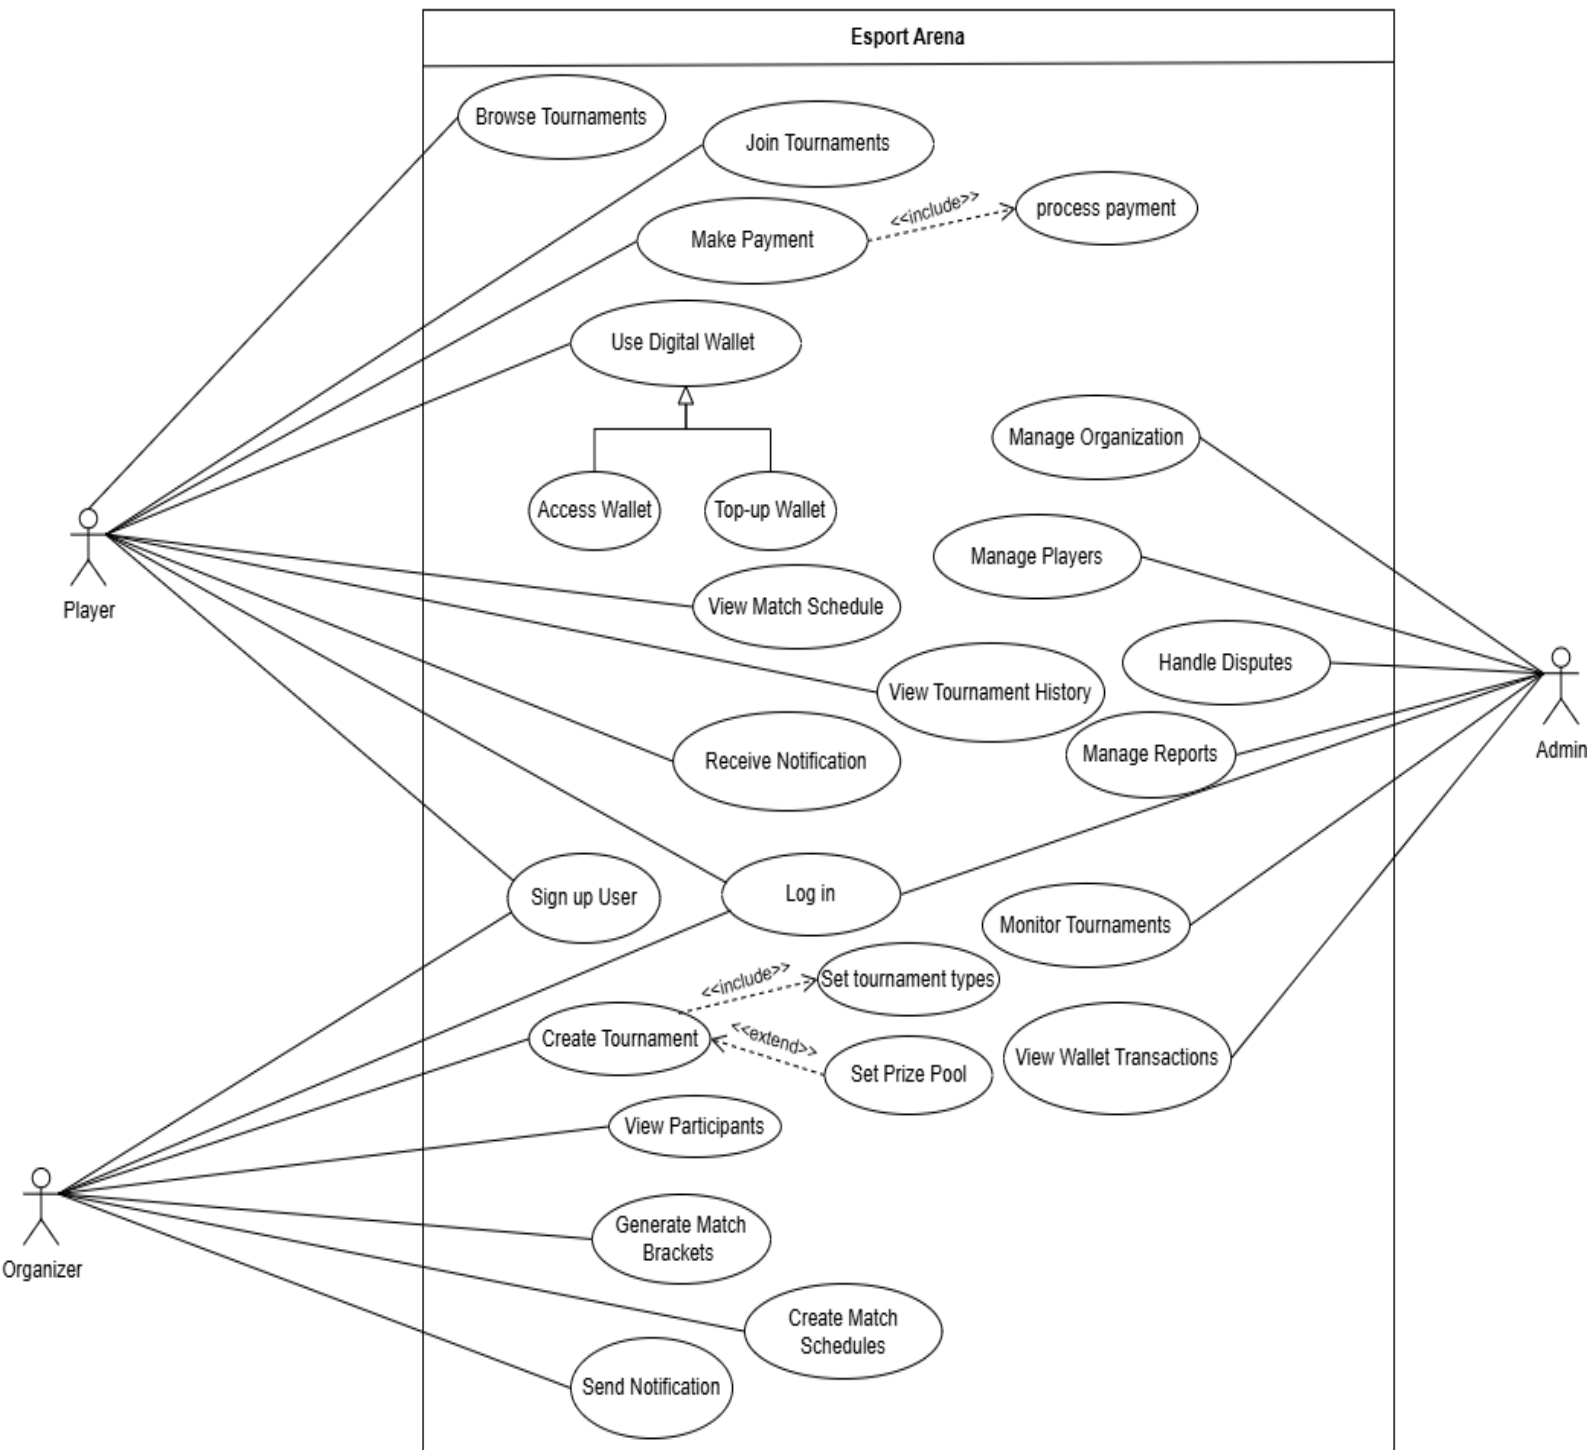 Esport Arena
Browse Tournaments
Join Tournaments
<<include>>
process payment
Make Payment
Use Digital Wallet
Manage Organization
Access Wallet
Top-up Wallet
Manage Players
Player
View Match Schedule
Handle Disputes
View Tournament History
Manage Reports
Admin
Receive Notification
Sign up User
Log in
Monitor Tournaments
<<include>>
Set tournament types
Create Tournament
<<extend>>
Set Prize Pool
View Wallet Transactions
View Participants
Generate Match
Brackets
Organizer
Create Match
Schedules
Send Notification